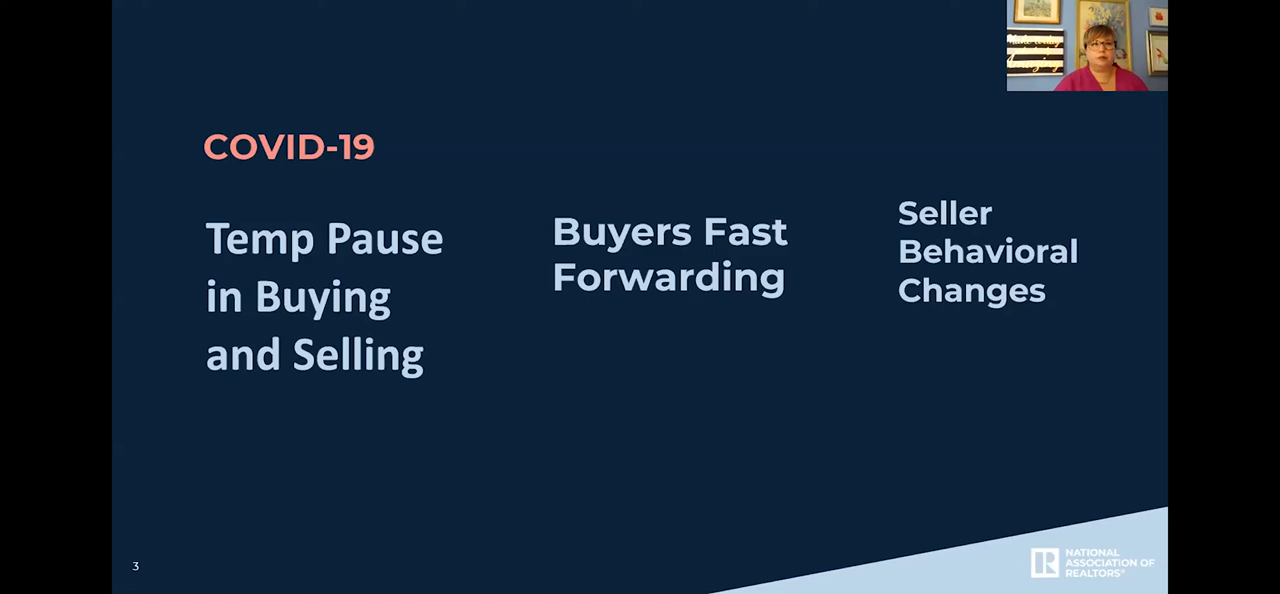 COVID-19
Temp Pause
in Buying
and Selling
Buyers Fast
Forwarding
Seller
Behavioral
Changes
3
NATIONAL
ASSOCIATION OF
REALTORS®